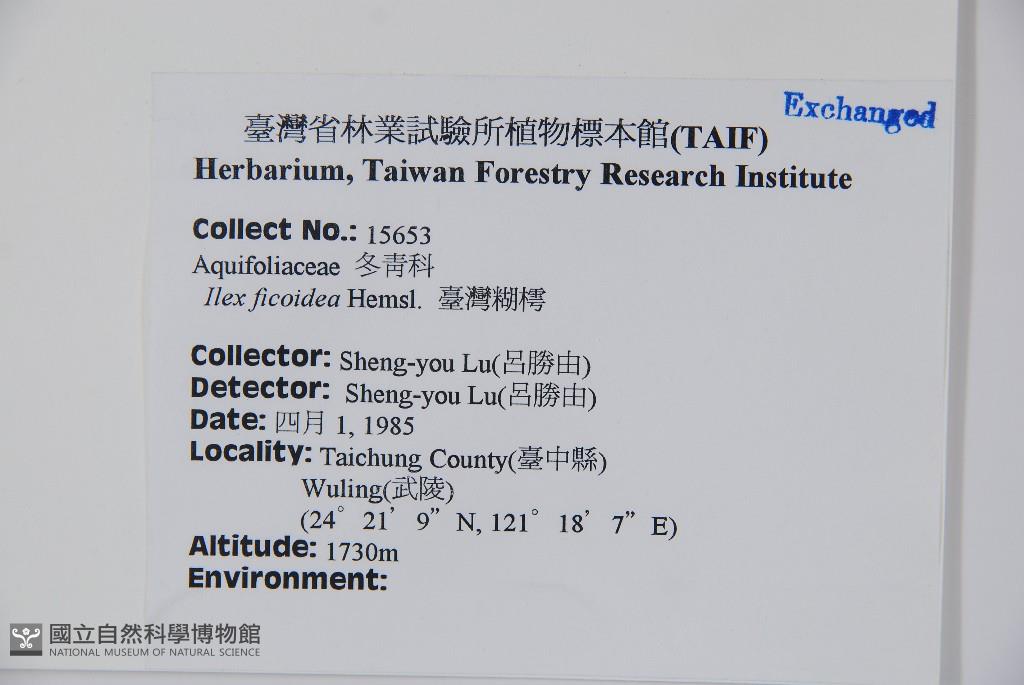 Exchanged
臺灣省林業試驗所植物標本館(TAIF)
Herbarium, Taiwan Forestry Research Institute
Collect No.: 15653
Aquifoliaceae 冬青科
Ilex ficoidea Hemsl. 臺灣糊樗
Collector: Sheng-you Lu(呂勝由)
Detector: Sheng-you Lu(呂勝由)
Date: 四月 1, 1985
Locality: Taichung County(臺中縣)
Wuling(武陵)
(24° 21' 9" N, 121° 18' 7" E)
Altitude: 1730m
Environment:
國立自然科學博物館
NATIONAL MUSEUM OF NATURAL SCIENCE